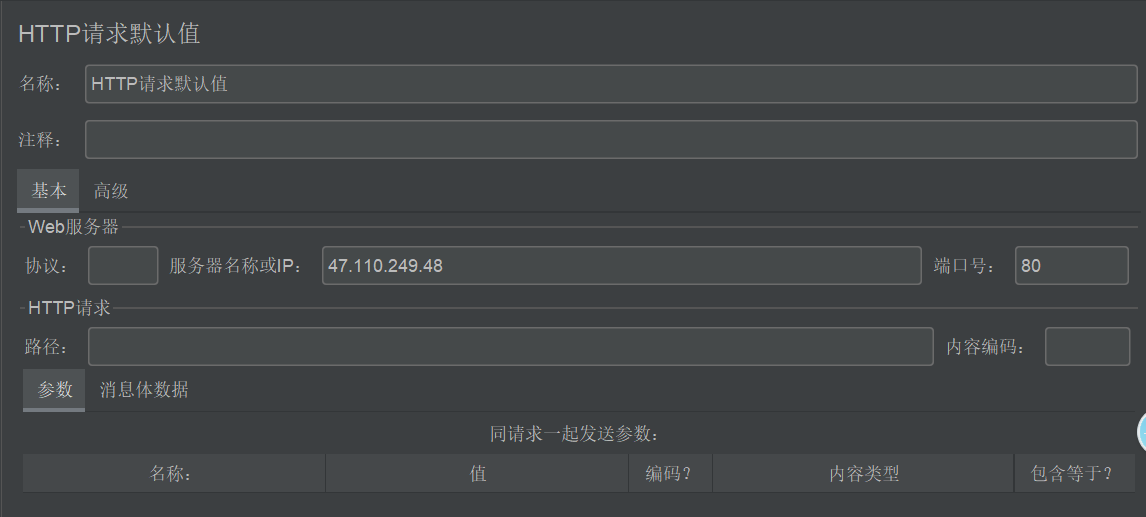 HTTP请求默认值
名称： HTTP请求默认值
注释：
基本 高级
Web服务器
协议： 服务器名称或IP： 47.110.249.48 端口号： 80
HTTP请求
路径： 内容编码：
参数 消息体数据
同请求一起发送参数：
名称： 值 编码？ 内容类型 包含等于？